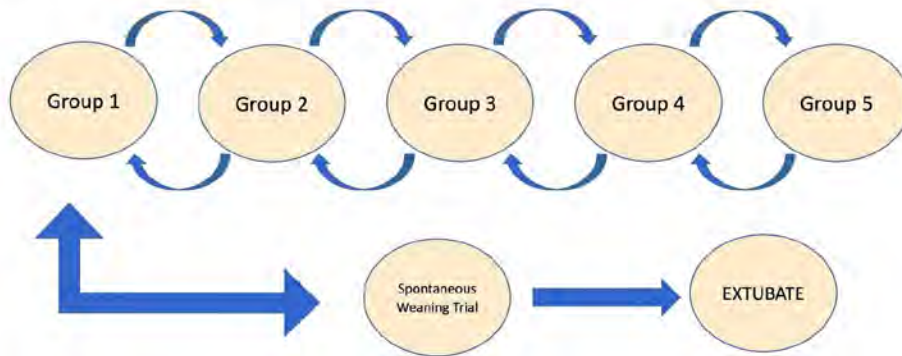 Group 1
Group 2
Group 3
Group 4
Group 5
Spontaneous
Weaning Trial
EXTUBATE